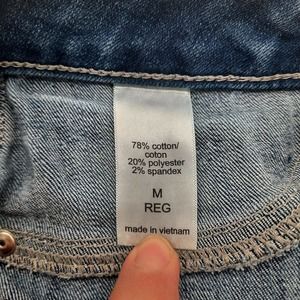 78% cotton/
coton
20% polyester
2% spandex
M
REG
made in vietnam